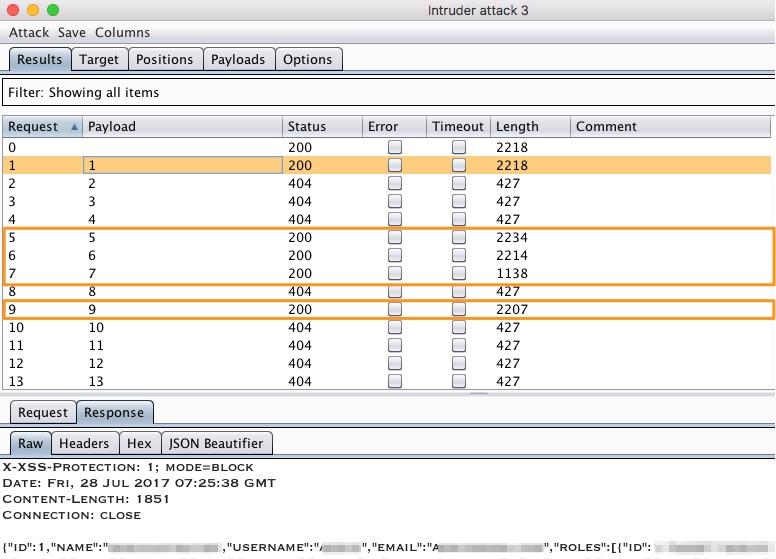 Intruder attack 3
Attack Save Columns
Results Target Positions Payloads Options
Filter: Showing all items
Request Payload Status Error Timeout Length Comment
0 200 2218
1 1 200 2218
2 2 404 427
3 3 404 427
4 4 404 427
5 5 200 2234
6 6 200 2214
7 7 200 1138
8 8 404 427
9 9 200 2207
10 10 404 427
11 11 404 427
12 12 404 427
13 13 404 427
Request Response
Raw Headers Hex JSON Beautifier
X-XSS-PROTECTION: 1; MODE=BLOCK
DATE: FRI, 28 JUL 2017 07:25:38 GMT
CONTENT-LENGTH: 1851
CONNECTION: CLOSE
{"ID":1,"NAME":" ","USERNAME":"A ","EMAIL":"A ","ROLES":[{"ID":